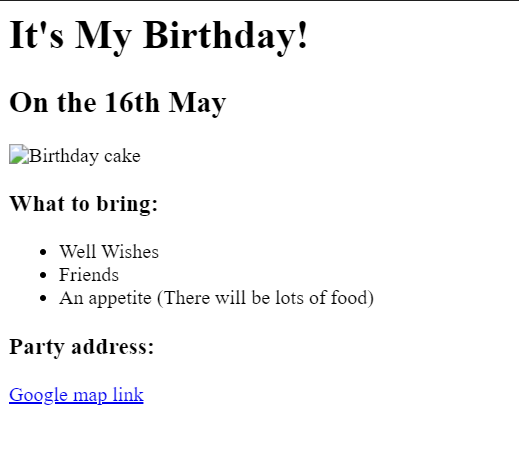 It's My Birthday!
On the 16th May
Birthday cake
What to bring:
Well Wishes
Friends
An appetite (There will be lots of food)
Party address:
Google map link